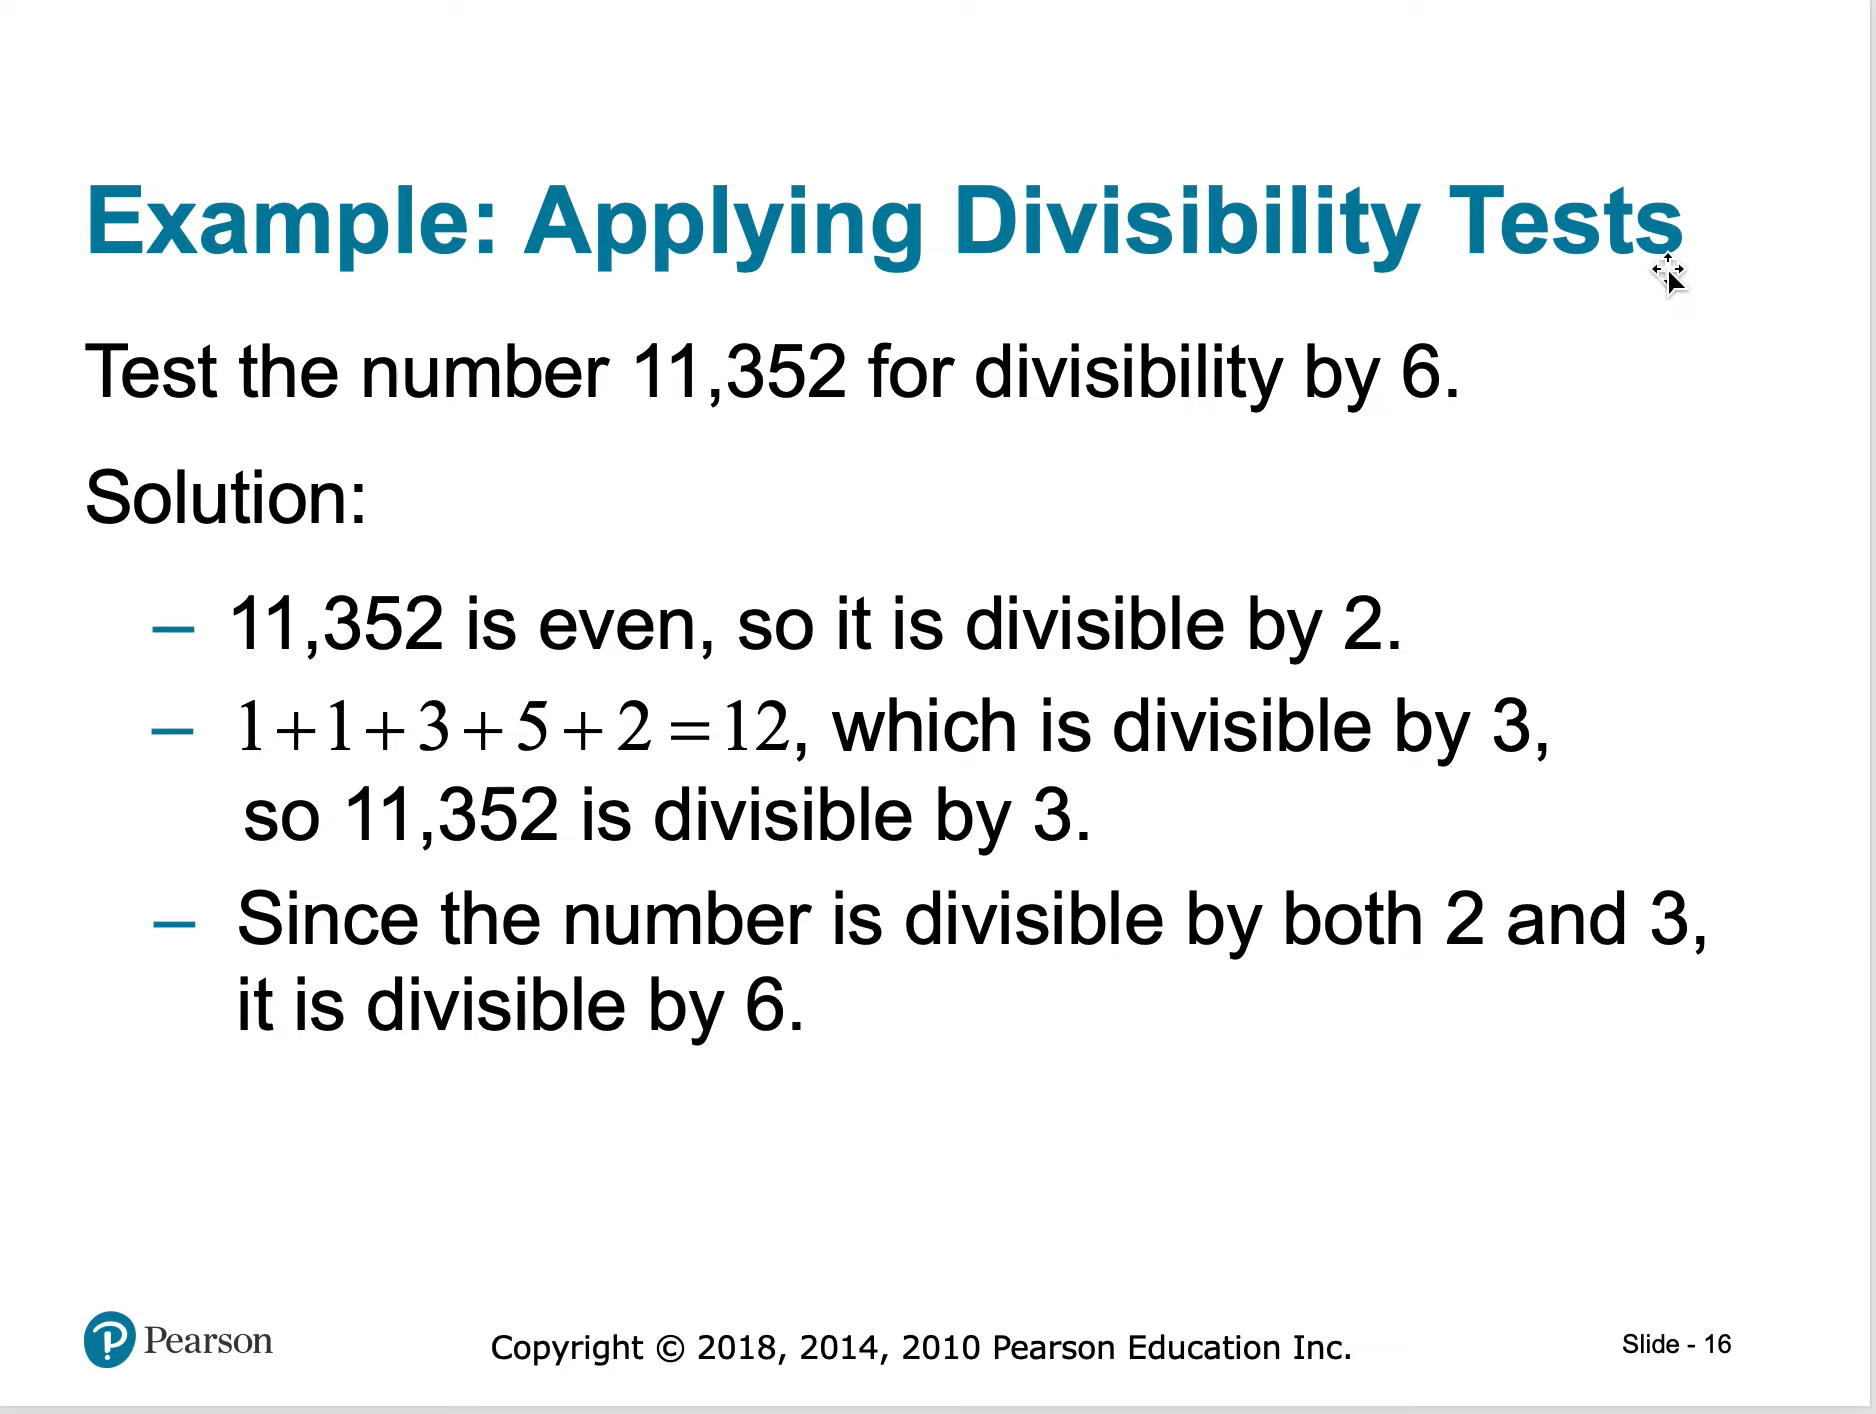 Example: Applying Divisibility Tests
Test the number 11,352 for divisibility by 6.
Solution:
– 11,352 is even, so it is divisible by 2.
– 1+1+3+5+2=12, which is divisible by 3,
so 11,352 is divisible by 3.
– Since the number is divisible by both 2 and 3,
it is divisible by 6.
Pearson
Copyright © 2018, 2014, 2010 Pearson Education Inc.
Slide - 16